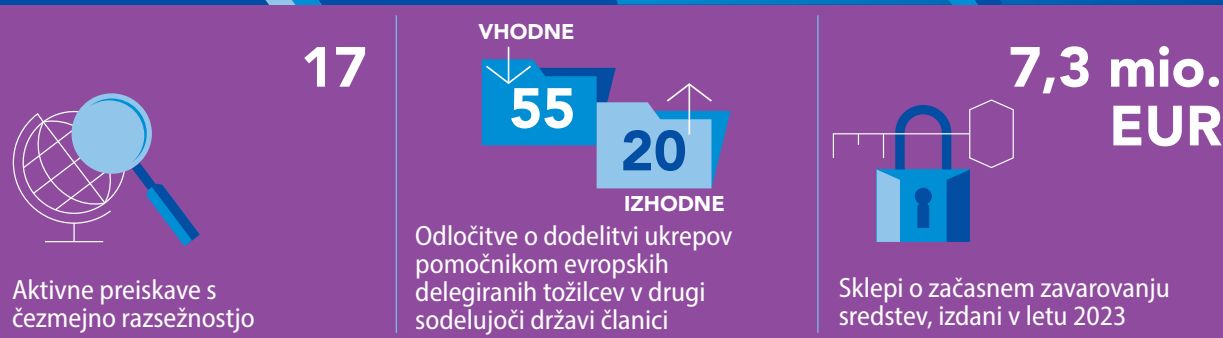 17
Aktivne preiskave s
čezmejno razsežnostjo
VHODNE
55
20
IZHODNE
Odločitve o dodelitvi ukrepov
pomočnikom evropskih
delegiranih tožilcev v drugi
sodelujoči državi članici
7,3 mio.
EUR
Sklepi o začasnem zavarovanju
sredstev, izdani v letu 2023